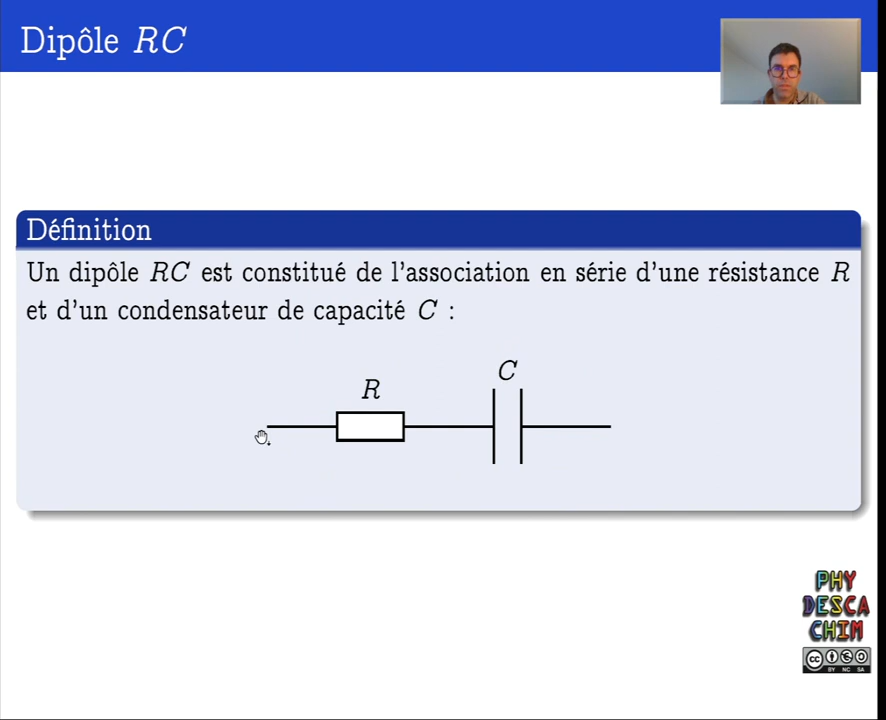 Dipôle RC
Définition
Un dipôle RC est constitué de l'association en série d'une résistance R
et d'un condensateur de capacité C :
R
C
PHY
DESCA
CHIM
cc
BY NC SA